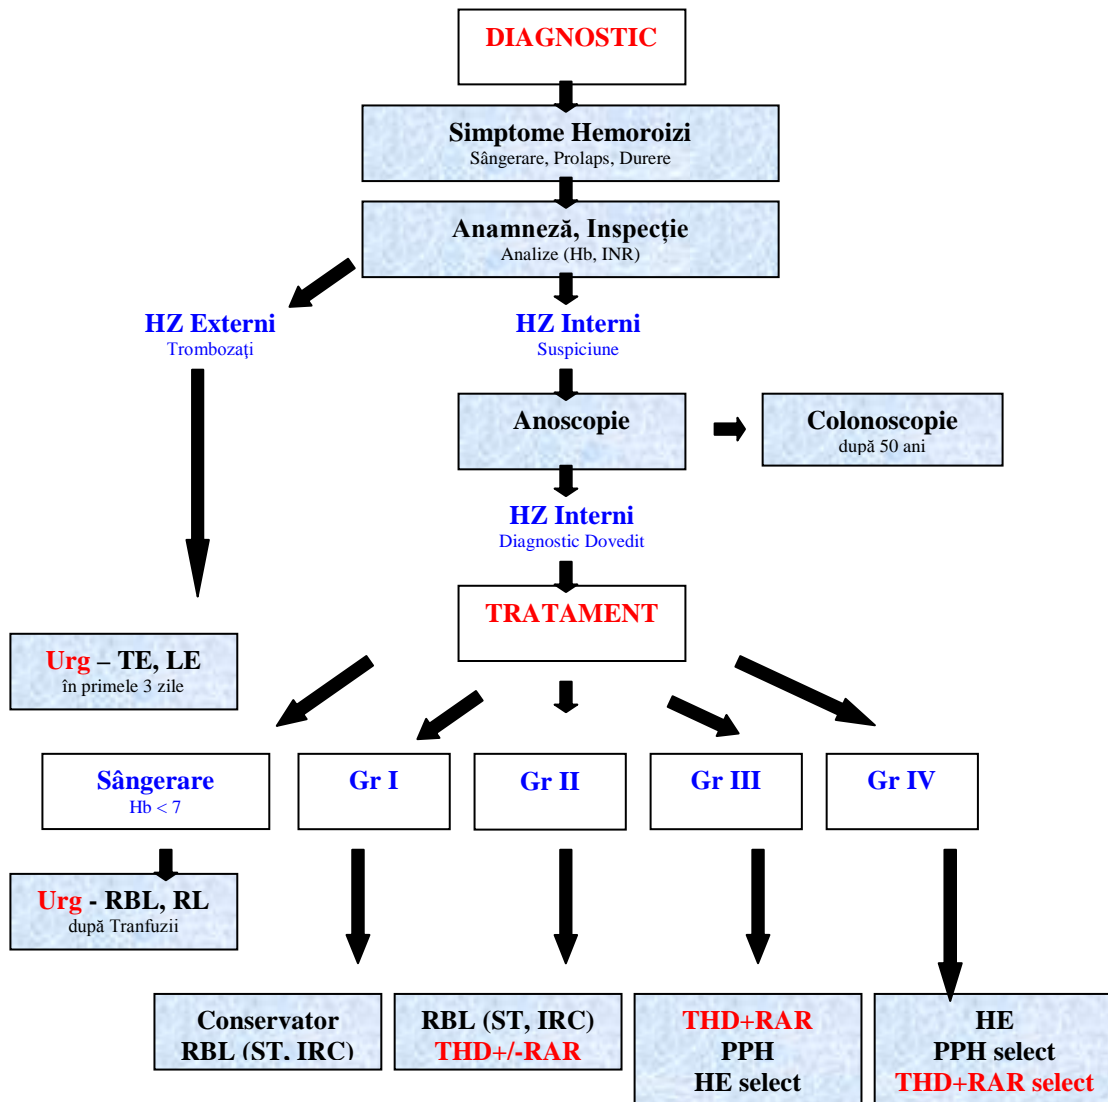 DIAGNOSTIC
Simptome Hemoroizi
Sângerare, Prolaps, Durere
Anamneză, Inspecție
Analize (Hb, INR)
HZ Externi
Trombozaţi
HZ Interni
Suspiciune
Anoscopie
Colonoscopie
după 50 ani
HZ Interni
Diagnostic Dovedit
TRATAMENT
Urg – TE, LE
în primele 3 zile
Sângerare
Hb < 7
Gr I
Gr II
Gr III
Gr IV
Urg - RBL, RL
după Tranfuzii
Conservator
RBL (ST, IRC)
RBL (ST, IRC)
THD+/-RAR
THD+RAR
PPH
HE select
HE
PPH select
THD+RAR select